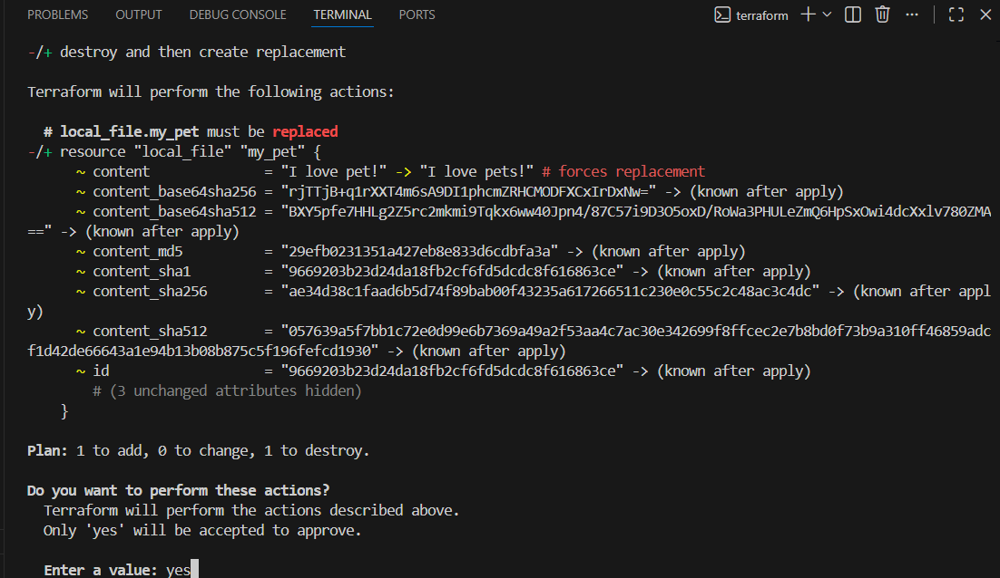 PROBLEMS OUTPUT DEBUG CONSOLE TERMINAL PORTS terraform
-/+ destroy and then create replacement
Terraform will perform the following actions:
# local_file.my_pet must be replaced
-/+ resource "local_file" "my_pet" {
~ content = "I love pet!" -> "I love pets!" # forces replacement
~ content_base64sha256 = "rjTTjB+q1rXXT4m6sA9DI1phcmZRHCMODFXCxIrDxNw=" -> (known after apply)
~ content_base64sha512 = "BXY5pfe7HHLg2Z5rc2mkmi9Tqkx6ww40Jpn4/87C57i9D3O5oxD/RoWa3PHULeZmQ6HpSxOwi4dcXxlv780ZMA
==" -> (known after apply)
~ content_md5 = "29efb0231351a427eb8e833d6cdbfa3a" -> (known after apply)
~ content_sha1 = "9669203b23d24da18fb2cf6fd5dcdc8f616863ce" -> (known after apply)
~ content_sha256 = "ae34d38c1faad6b5d74f89bab00f43235a617266511c230e0c55c2c48ac3c4dc" -> (known after appl
y)
~ content_sha512 = "057639a5f7bb1c72e0d99e6b7369a49a2f53aa4c7ac30e342699f8ffcec2e7b8bd0f73b9a310ff46859adc
f1d42de66643a1e94b13b08b875c5f196fefcd1930" -> (known after apply)
~ id = "9669203b23d24da18fb2cf6fd5dcdc8f616863ce" -> (known after apply)
# (3 unchanged attributes hidden)
}
Plan: 1 to add, 0 to change, 1 to destroy.
Do you want to perform these actions?
Terraform will perform the actions described above.
Only 'yes' will be accepted to approve.
Enter a value: yes